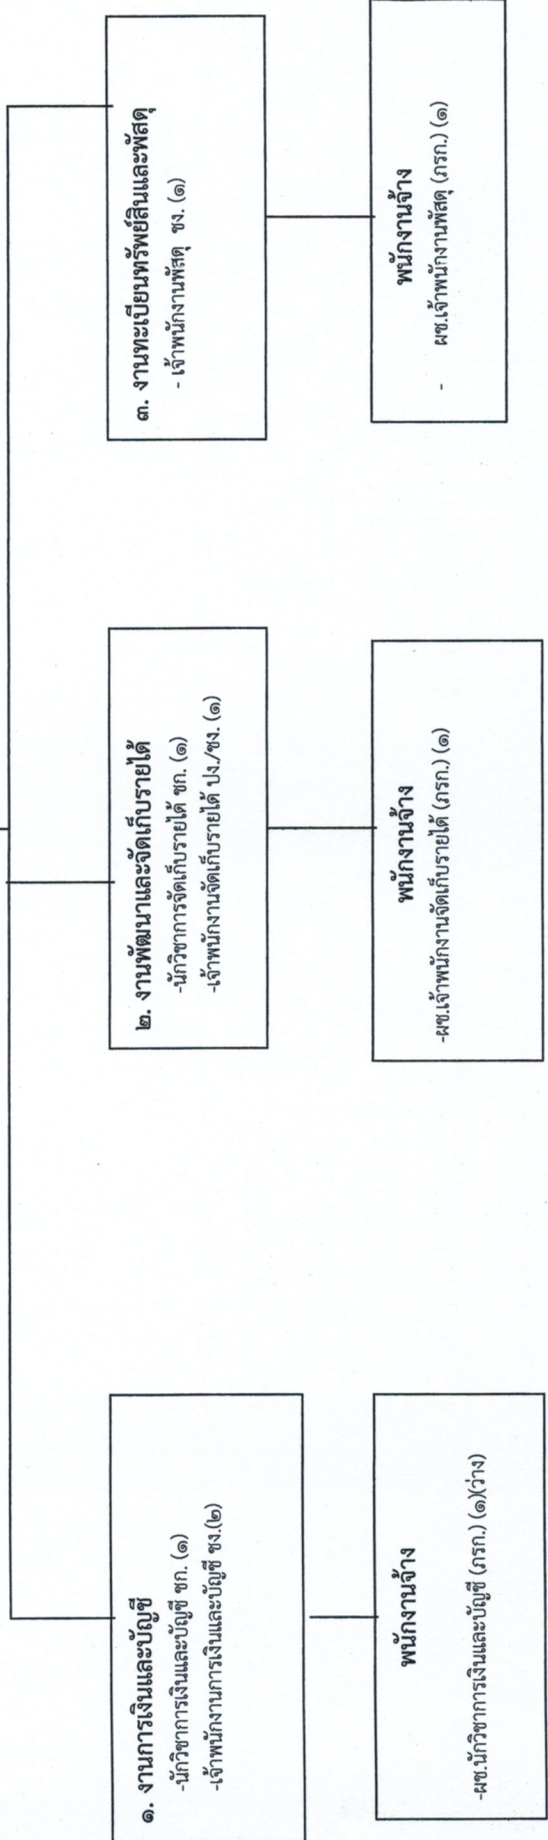 ๑. งานการเงินและบัญชี
-นักวิชาการเงินและบัญชี ชก. (๑)
-เจ้าพนักงานการเงินและบัญชี ชง.(๒)
พนักงานจ้าง
-ผช.นักวิชาการเงินและบัญชี (ภรก.) (๑)(ว่าง)
๒. งานพัฒนาและจัดเก็บรายได้
-นักวิชาการจัดเก็บรายได้ ชก. (๑)
-เจ้าพนักงานจัดเก็บรายได้ ปง./ชง. (๑)
พนักงานจ้าง
-ผช.เจ้าพนักงานจัดเก็บรายได้ (ภรก.) (๑)
๓. งานทะเบียนทรัพย์สินและพัสดุ
- เจ้าพนักงานพัสดุ ชง. (๑)
พนักงานจ้าง
- ผช.เจ้าพนักงานพัสดุ (ภรก.) (๑)